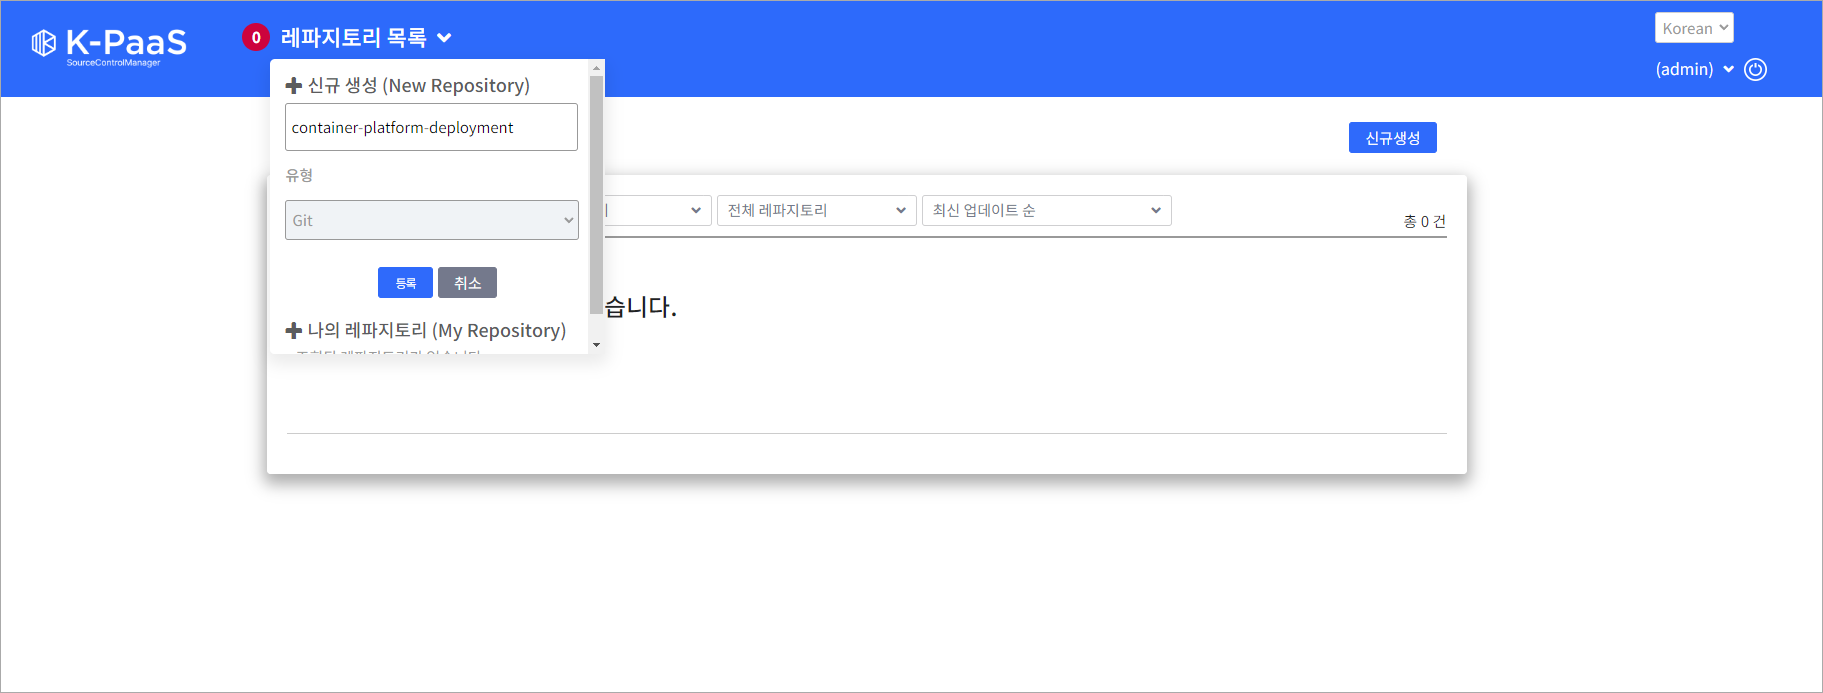 K-PaaS
SourceControlManager
0 레파지토리 목록
Korean
(admin)
신규 생성 (New Repository)
container-platform-deployment
유형
Git
등록 취소
나의 레파지토리 (My Repository)
신규생성
전체 레파지토리
최신 업데이트 순
총 0 건
습니다.